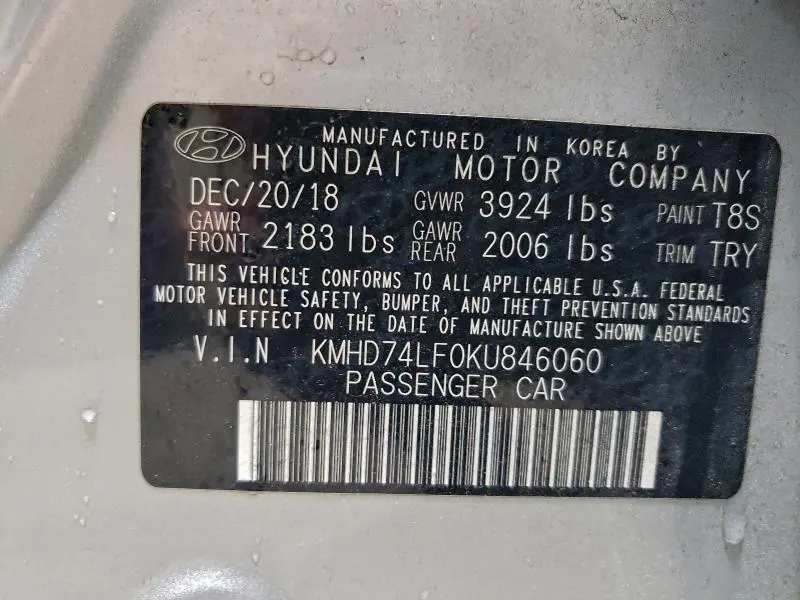 MANUFACTURED IN KOREA BY
HYUNDAI MOTOR COMPANY
DEC/20/18 GVWR 3924 lbs PAINT T8S
GAWR FRONT 2183 lbs GAWR REAR 2006 lbs TRIM TRY
THIS VEHICLE CONFORMS TO ALL APPLICABLE U.S.A. FEDERAL
MOTOR VEHICLE SAFETY, BUMPER, AND THEFT PREVENTION STANDARDS
IN EFFECT ON THE DATE OF MANUFACTURE SHOWN ABOVE
V.I.N KMHD74LF0KU846060
PASSENGER CAR